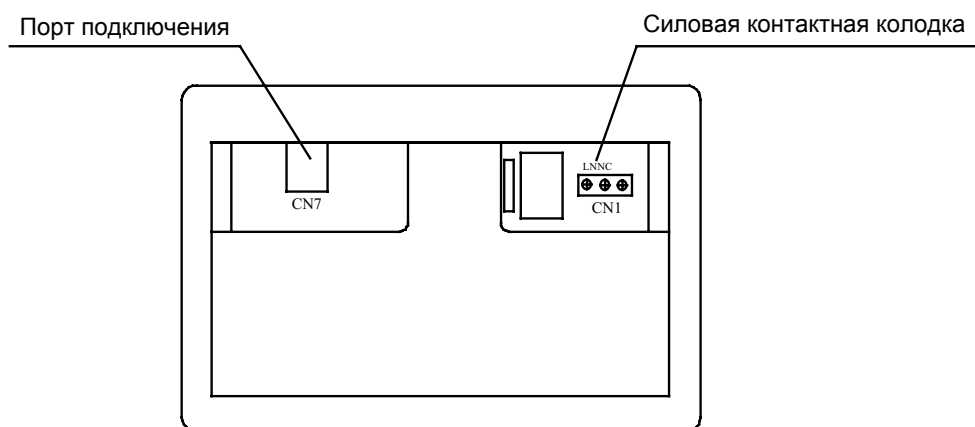 Порт подключения
Силовая контактная колодка
LNNC
CN7
CN1